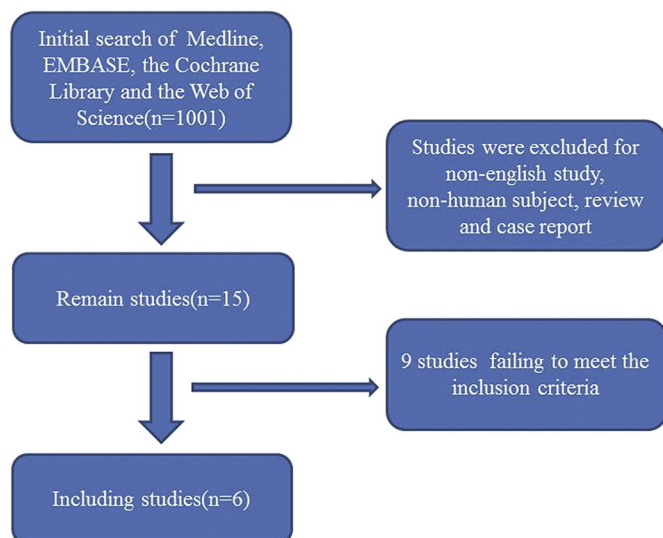 Initial search of Medline,
EMBASE, the Cochrane
Library and the Web of
Science(n=1001)
Studies were excluded for
non-english study,
non-human subject, review
and case report
Remain studies(n=15)
9 studies  failing to meet the
inclusion criteria
Including studies(n=6)